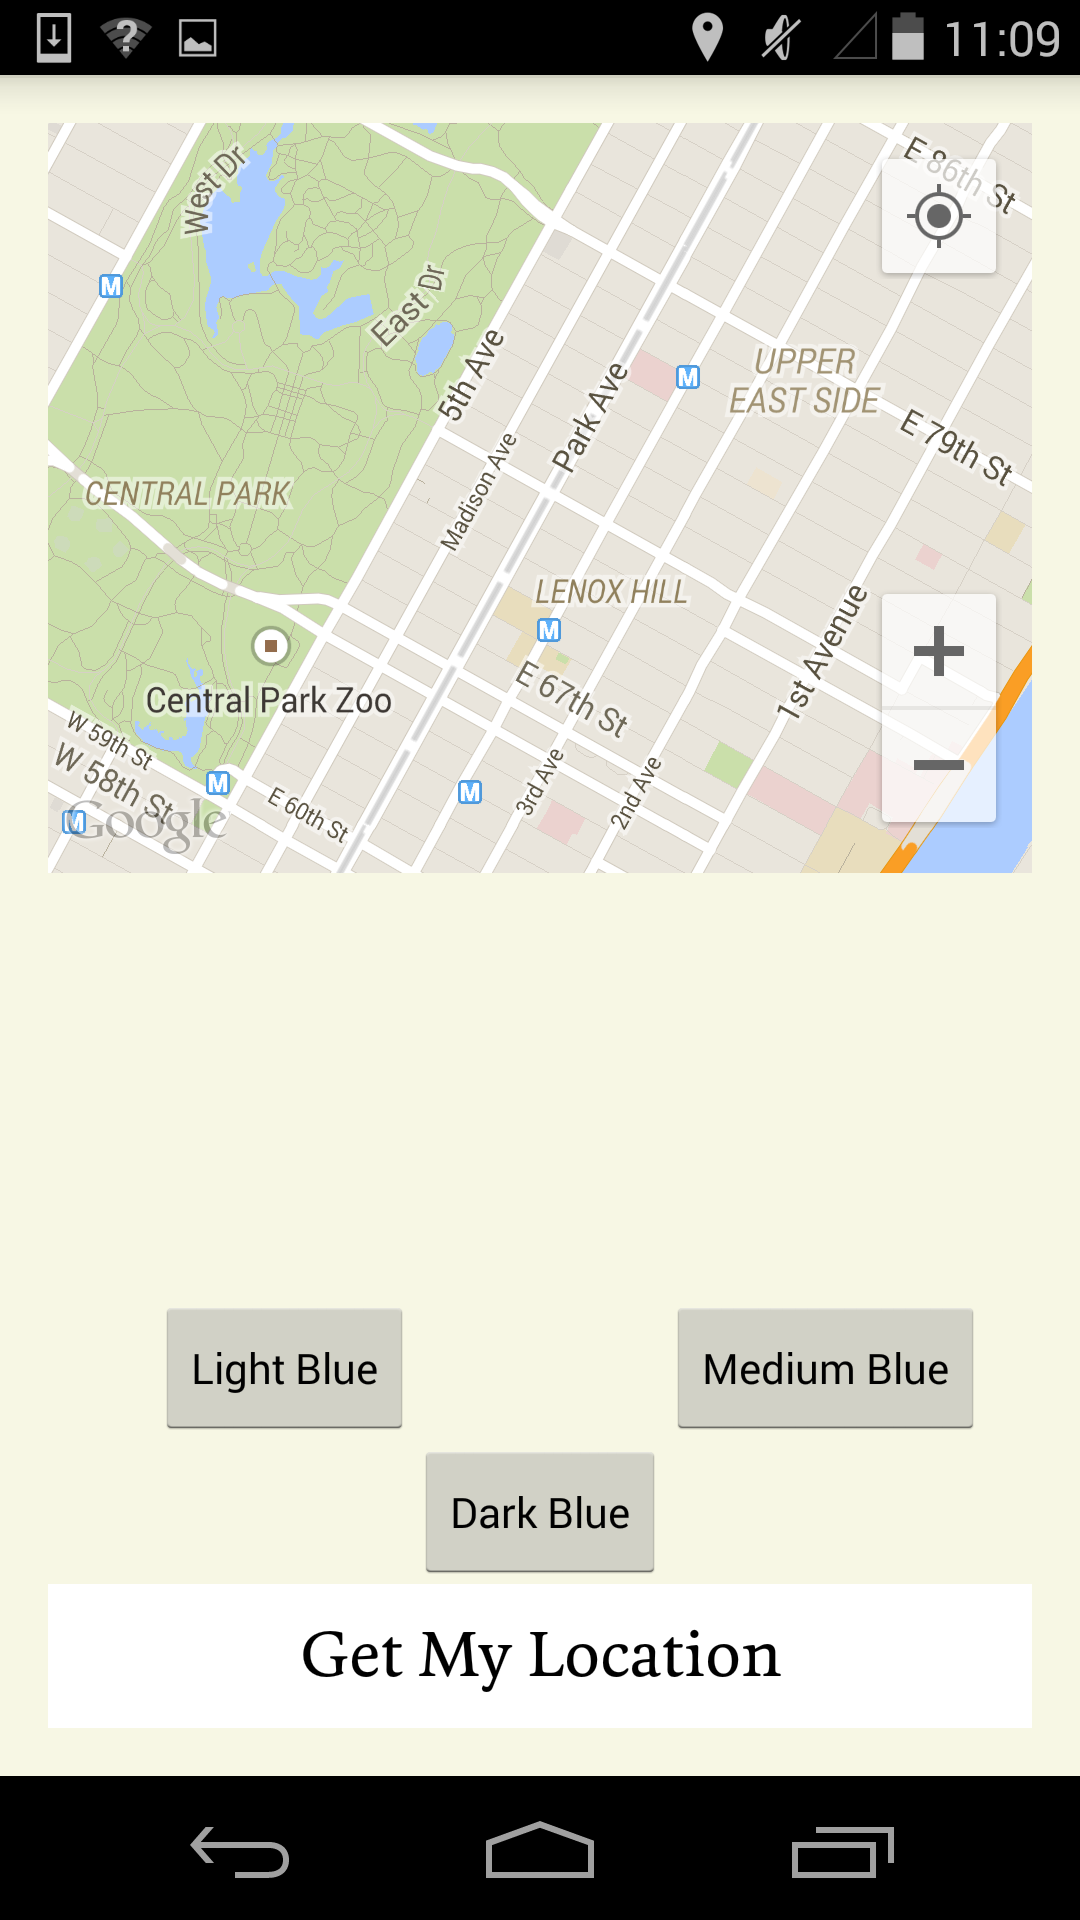 11:09
E 86th St
West Dr
M
East Dr
5th Ave
Park Ave
M
UPPER
EAST SIDE
E 79th St
Madison Ave
CENTRAL PARK
LENOX HILL
M
1st Avenue
E 67th St
Central Park Zoo
W 59th St
W 58th St
M
E 60th St
M
3rd Ave
2nd Ave
M
Google
Light Blue
Medium Blue
Dark Blue
Get My Location